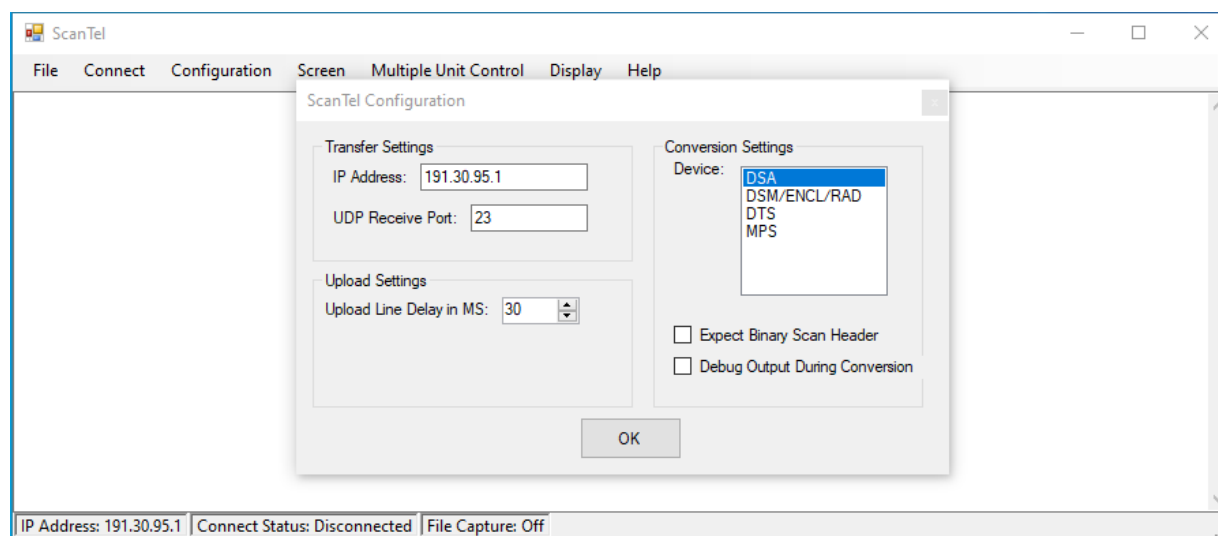 ScanTel
File Connect Configuration Screen Multiple Unit Control Display Help
ScanTel Configuration
x
Transfer Settings
IP Address: 191.30.95.1
UDP Receive Port: 23
Upload Settings
Upload Line Delay in MS: 30
Conversion Settings
Device:
DSA
DSM/ENCL/RAD
DTS
MPS
Expect Binary Scan Header
Debug Output During Conversion
OK
IP Address: 191.30.95.1 Connect Status: Disconnected File Capture: Off